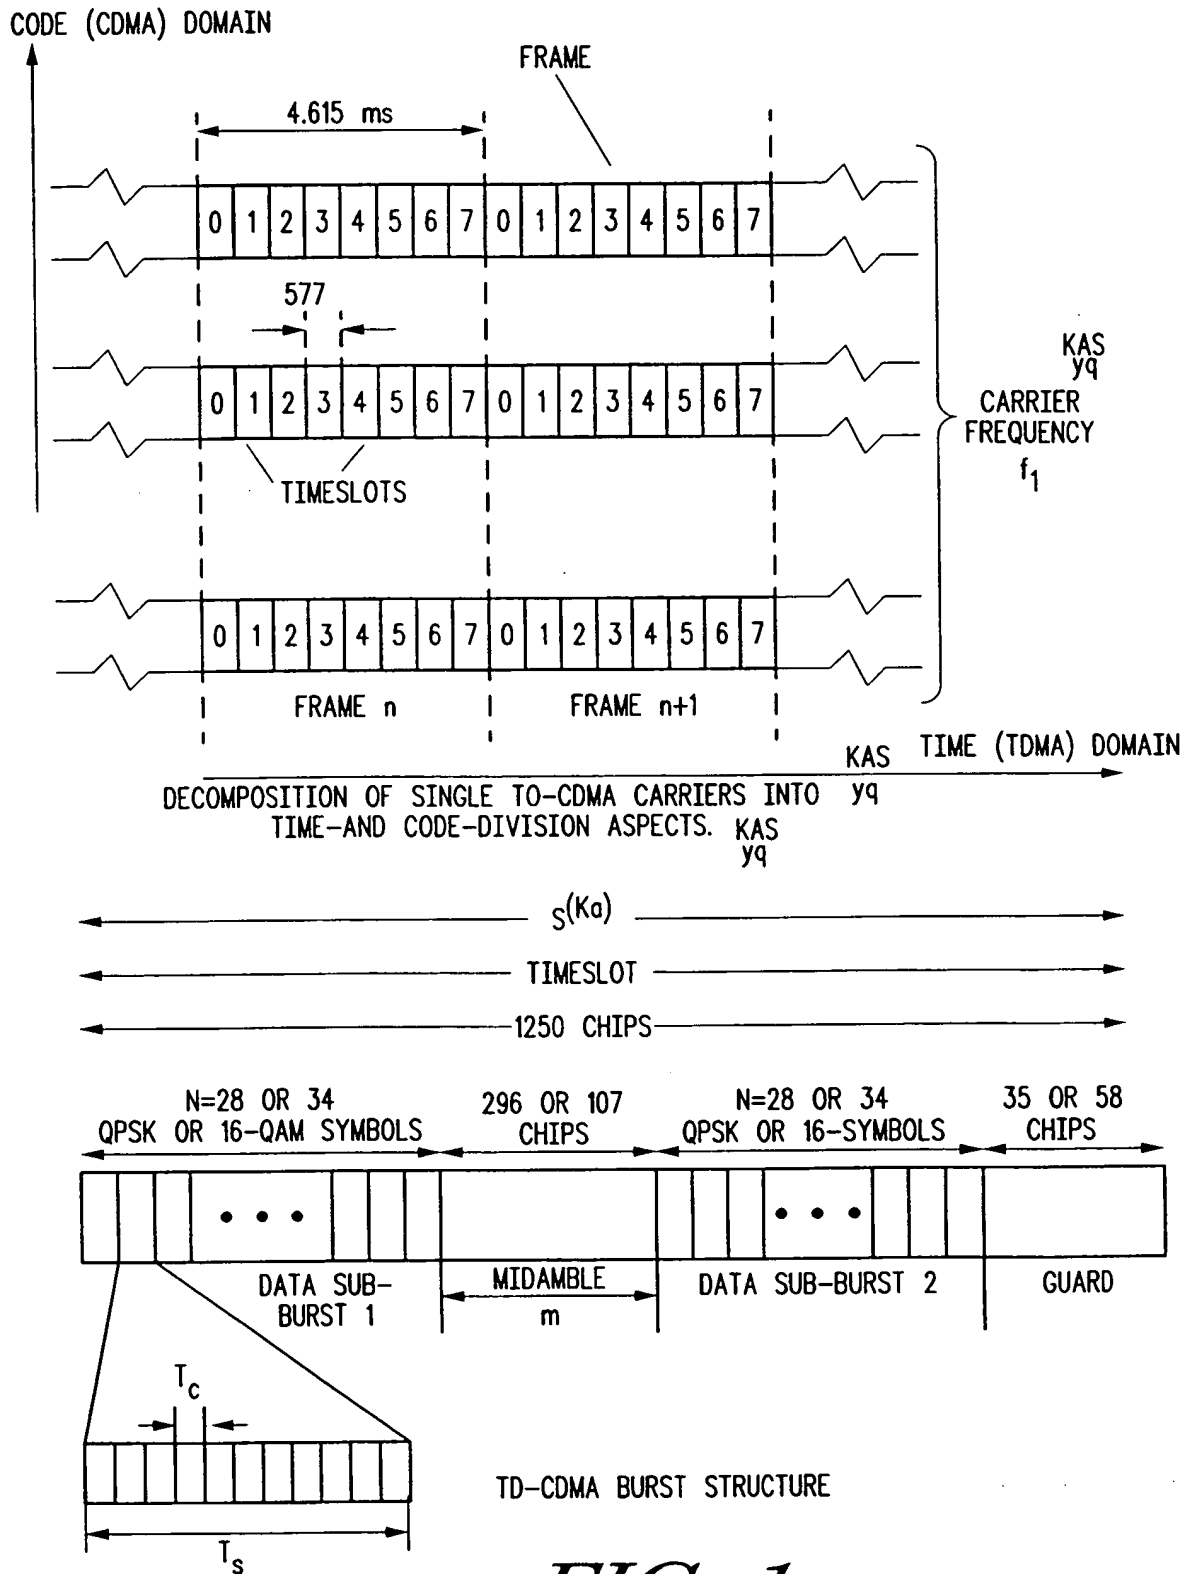 CODE (CDMA) DOMAIN
FRAME
4.615 ms
0 1 2 3 4 5 6 7 0 1 2 3 4 5 6 7
577
0 1 2 3 4 5 6 7 0 1 2 3 4 5 6 7
TIMESLOTS
KAS
yq
CARRIER
FREQUENCY
f1
0 1 2 3 4 5 6 7 0 1 2 3 4 5 6 7
FRAME n FRAME n+1
TIME (TDMA) DOMAIN
KAS
yq
DECOMPOSITION OF SINGLE TO-CDMA CARRIERS INTO
TIME-AND CODE-DIVISION ASPECTS.
KAS
yq
S(Ka)
TIMESLOT
1250 CHIPS
N=28 OR 34
QPSK OR 16-QAM SYMBOLS
296 OR 107
CHIPS
N=28 OR 34
QPSK OR 16-SYMBOLS
35 OR 58
CHIPS
DATA SUB-
BURST 1
MIDAMBLE
m
DATA SUB-BURST 2
GUARD
Tc
TD-CDMA BURST STRUCTURE
Ts
FIG. 1